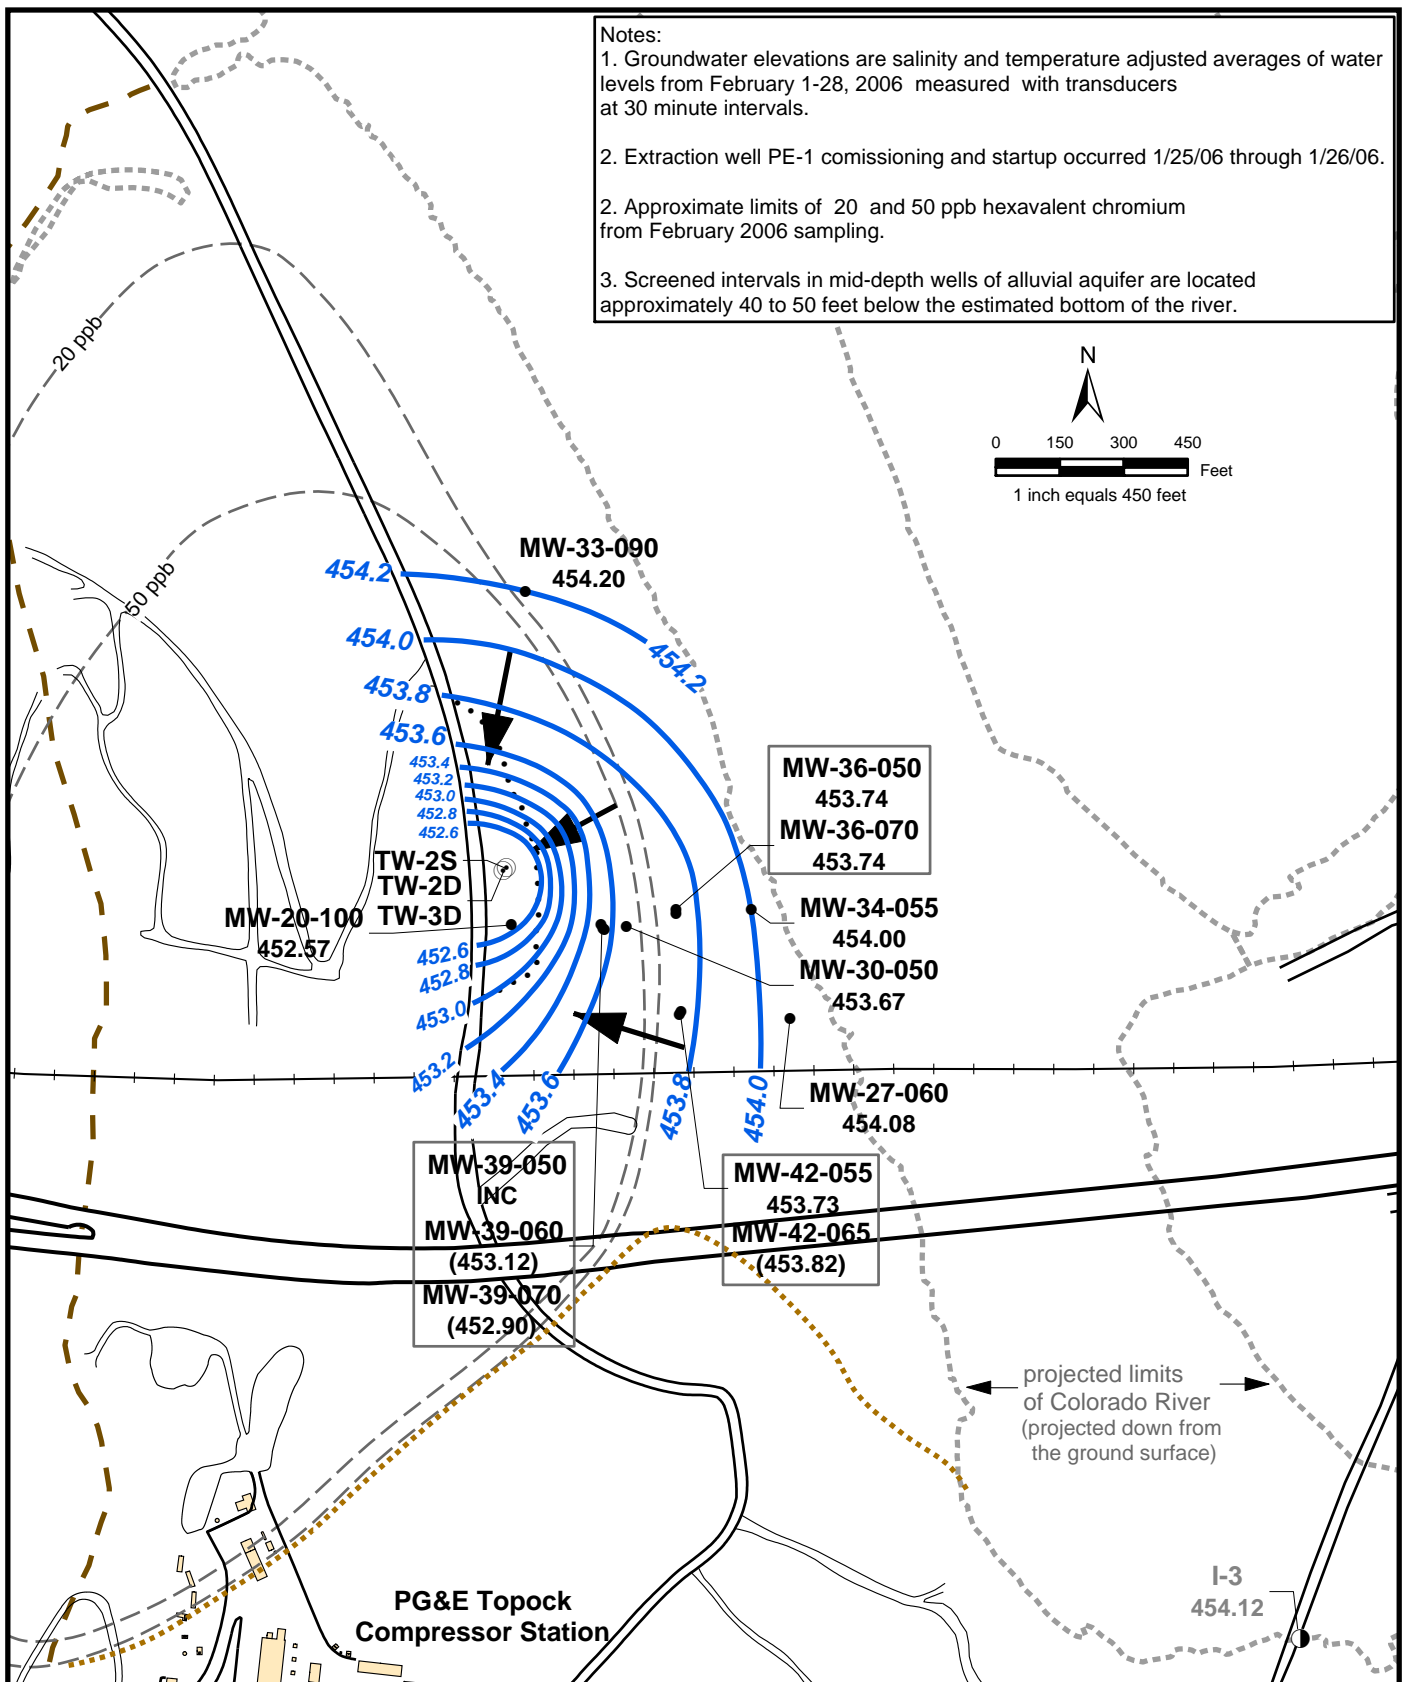 Notes:
1. Groundwater elevations are salinity and temperature adjusted averages of water
levels from February 1-28, 2006 measured with transducers
at 30 minute intervals.
2. Extraction well PE-1 comissioning and startup occurred 1/25/06 through 1/26/06.
2. Approximate limits of 20 and 50 ppb hexavalent chromium
from February 2006 sampling.
3. Screened intervals in mid-depth wells of alluvial aquifer are located
approximately 40 to 50 feet below the estimated bottom of the river.
N
0 150 300 450
Feet
1 inch equals 450 feet
20 ppb
50 ppb
MW-33-090
454.20
454.2
454.2
454.0
453.8
453.6
453.4
453.2
453.0
452.8
452.6
MW-36-050
453.74
MW-36-070
453.74
TW-2S
TW-2D
TW-3D
MW-20-100
452.57
MW-34-055
454.00
MW-30-050
453.67
452.6
452.8
453.0
453.2
453.4
453.6
453.8
454.0
MW-27-060
454.08
MW-39-050
INC
MW-39-060
(453.12)
MW-39-070
(452.90)
MW-42-055
453.73
MW-42-065
(453.82)
projected limits
of Colorado River
(projected down from
the ground surface)
I-3
454.12
PG&E Topock
Compressor Station